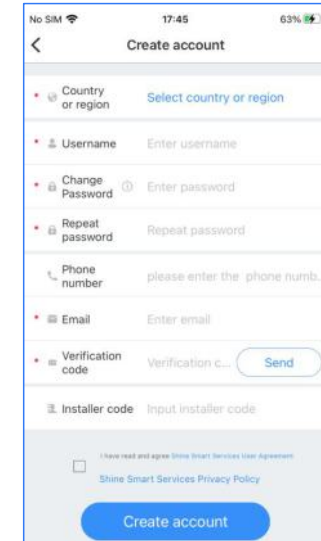 No SIM 17:45 63%
Create account
* Country
or region Select country or region
* Username Enter username
* Change
Password Enter password
* Repeat
password Repeat password
Phone
number please enter the phone numb..
* Email Enter email
* Verification
code Verification c... Send
Installer code Input installer code
I have read and agree Shine Smart Services User Agreement
Shine Smart Services Privacy Policy
Create account